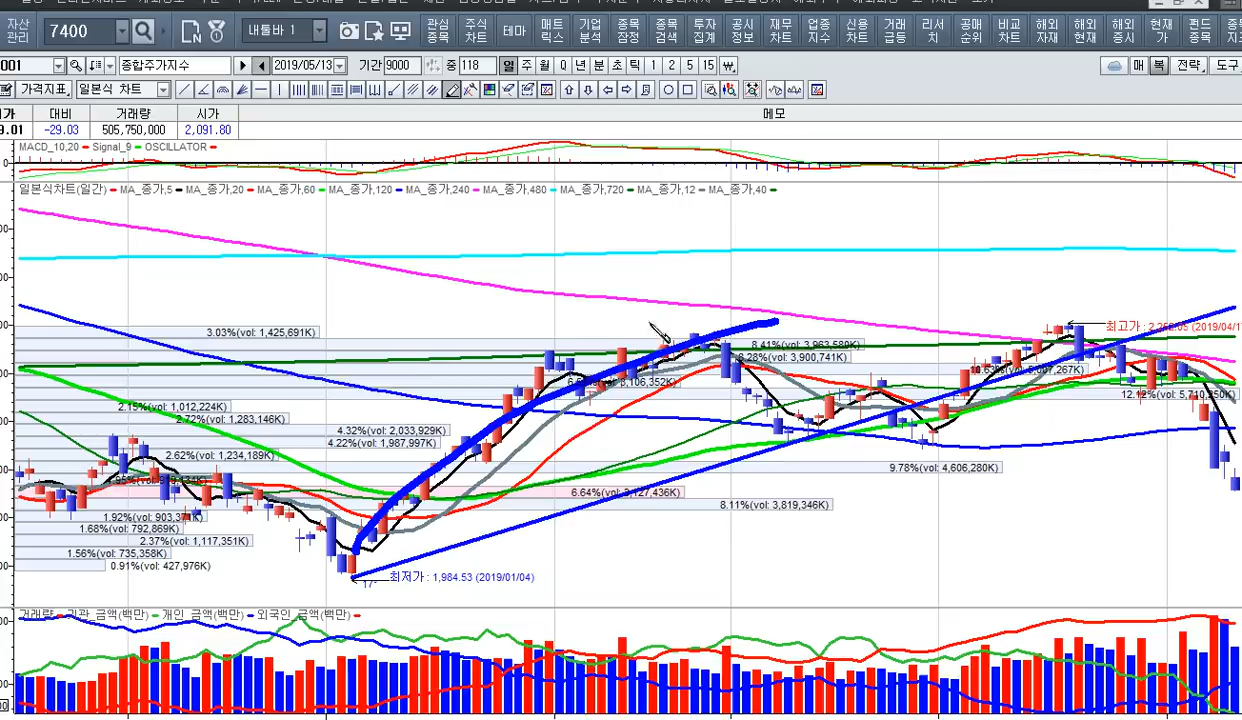 자산 관리 7400 내툴바 1 관심 종목 주식 차트 테마 매트 릭스 기업 분석 종목 잠정 종목 검색 투자 집계 공시 정보 재무 차트 업종 지수 신용 차트 거래 급등 리서 치 공매 순위 비교 차트 해외 자재 해외 현재 해외 증시 현재 가 펀드 종목
001 종합주가지수 2019/05/13 기간 9000 중 118 일 주 월 Q 년 분 초 틱 1 2 3 5 15 매 복 전략 도구
가격지표 일본식 차트
대비 거래량 시가 메모
9.01 -29.03 505,750,000 2,091.80
MACD_10,20 Signal_9 OSCILLATOR
0
일본식차트(일간) MA_종가,5 MA_종가,20 MA_종가,60 MA_종가,120 MA_종가,240 MA_종가,480 MA_종가,720 MA_종가,12 MA_종가,40
최고가 :
3.03%(vol: 1,425,691K)
8.41%(vol: 3,963,580K)
8.28%(vol: 3,900,741K)
12.12%(vol: 5,710,250K)
2.15%(vol: 1,012,224K)
2.72%(vol: 1,283,146K)
4.32%(vol: 2,033,929K)
4.22%(vol: 1,987,997K)
2.62%(vol: 1,234,189K)
9.78%(vol: 4,606,280K)
6.64%(vol: 3,127,436K)
8.11%(vol: 3,819,346K)
1.92%(vol: 903,371K)
1.68%(vol: 792,869K)
2.37%(vol: 1,117,351K)
1.56%(vol: 735,358K)
0.91%(vol: 427,976K)
최저가 : 1,984.53 (2019/01/04)
거래량 기관_금액(백만) 개인_금액(백만) 외국인_금액(백만)